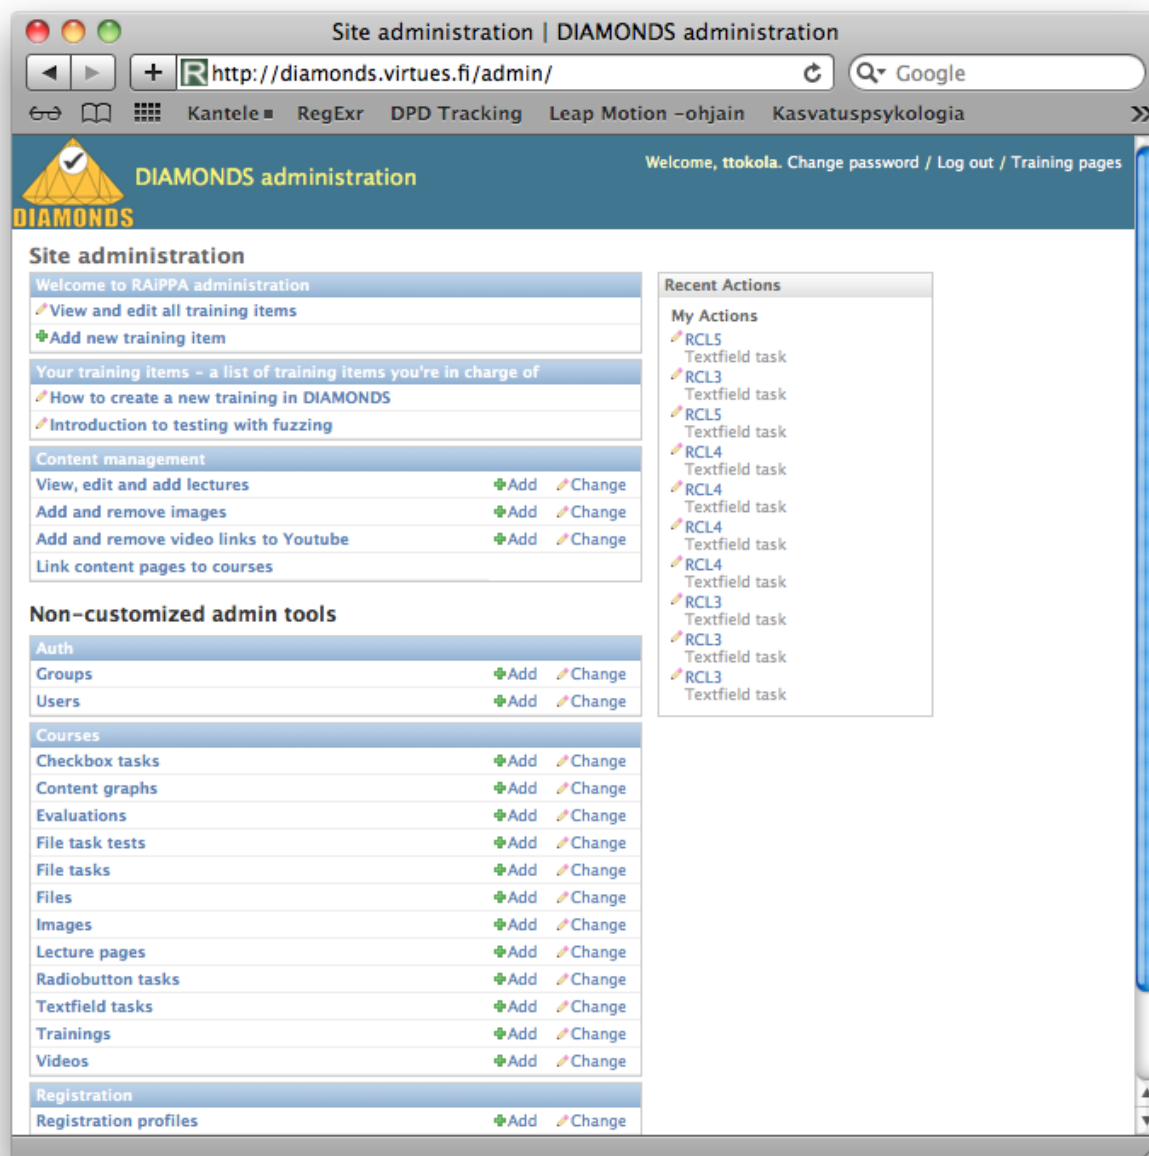 Site administration | DIAMONDS administration
http://diamonds.virtues.fi/admin/
Google
Kantele RegExr DPD Tracking Leap Motion -ohjain Kasvatuspsykologia
DIAMONDS
DIAMONDS administration
Welcome, ttokola. Change password / Log out / Training pages
Site administration
Welcome to RAiPPA administration
View and edit all training items
Add new training item
Your training items – a list of training items you're in charge of
How to create a new training in DIAMONDS
Introduction to testing with fuzzing
Content management
View, edit and add lectures Add Change
Add and remove images Add Change
Add and remove video links to Youtube Add Change
Link content pages to courses
Non-customized admin tools
Auth
Groups Add Change
Users Add Change
Courses
Checkbox tasks Add Change
Content graphs Add Change
Evaluations Add Change
File task tests Add Change
File tasks Add Change
Files Add Change
Images Add Change
Lecture pages Add Change
Radiobutton tasks Add Change
Textfield tasks Add Change
Trainings Add Change
Videos Add Change
Registration
Registration profiles Add Change
Recent Actions
My Actions
RCL5
Textfield task
RCL3
Textfield task
RCL5
Textfield task
RCL4
Textfield task
RCL4
Textfield task
RCL4
Textfield task
RCL4
Textfield task
RCL3
Textfield task
RCL3
Textfield task
RCL3
Textfield task